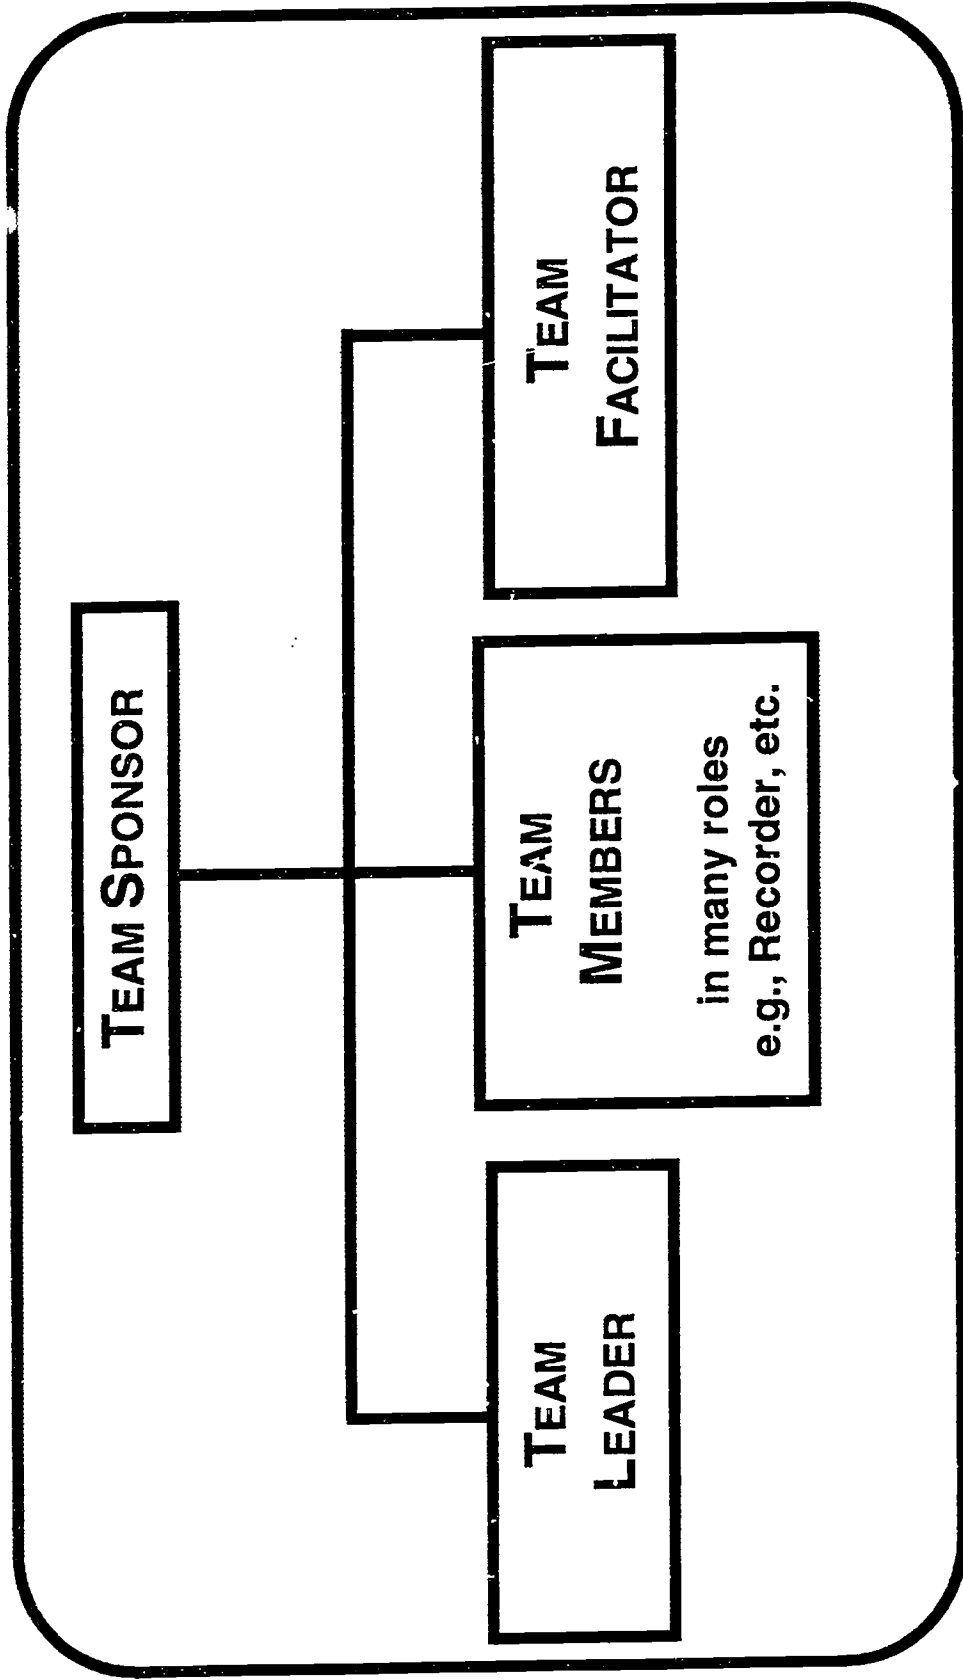 TEAM SPONSOR
TEAM
LEADER
TEAM
MEMBERS
in many roles
e.g., Recorder, etc.
TEAM
FACILITATOR